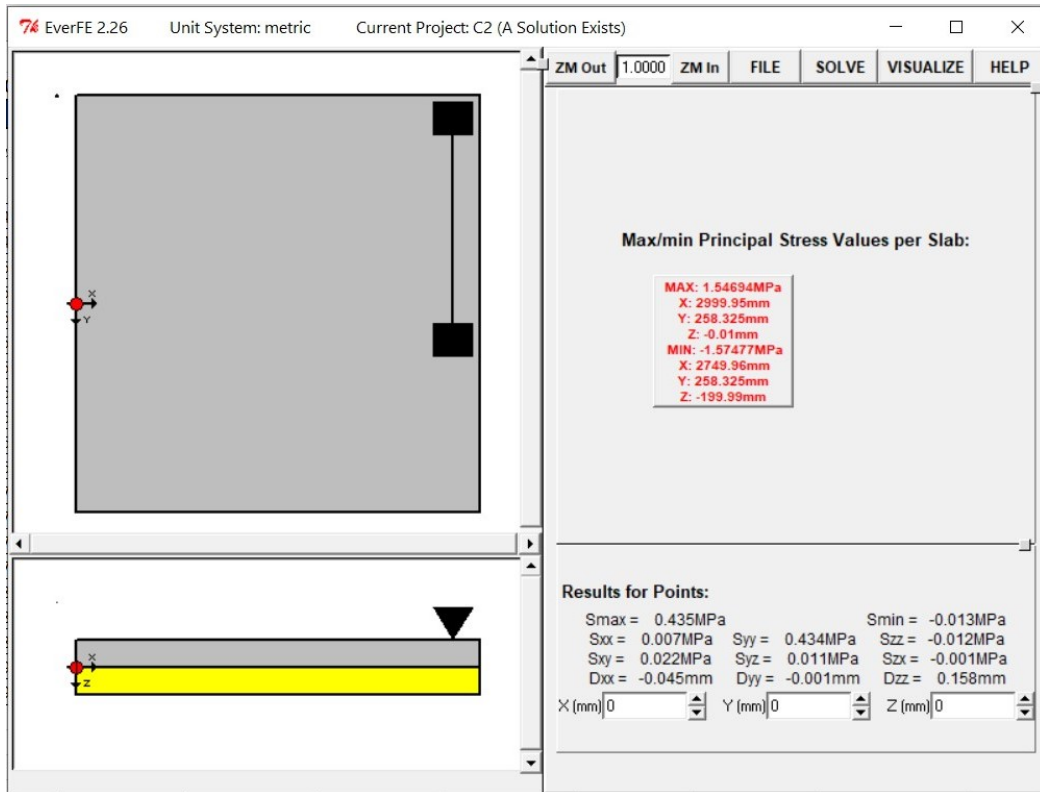 EverFE 2.26 Unit System: metric Current Project: C2 (A Solution Exists)
ZM Out 1.0000 ZM In FILE SOLVE VISUALIZE HELP
X
Y
X
Z
Max/min Principal Stress Values per Slab:
MAX: 1.54694MPa
X: 2999.95mm
Y: 258.325mm
Z: -0.01mm
MIN: -1.57477MPa
X: 2749.96mm
Y: 258.325mm
Z: -199.99mm
Results for Points:
Smax = 0.435MPa Smin = -0.013MPa
Sxx = 0.007MPa Syy = 0.434MPa Szz = -0.012MPa
Sxy = 0.022MPa Syz = 0.011MPa Szx = -0.001MPa
Dxx = -0.045mm Dyy = -0.001mm Dzz = 0.158mm
X (mm) 0 Y (mm) 0 Z (mm) 0